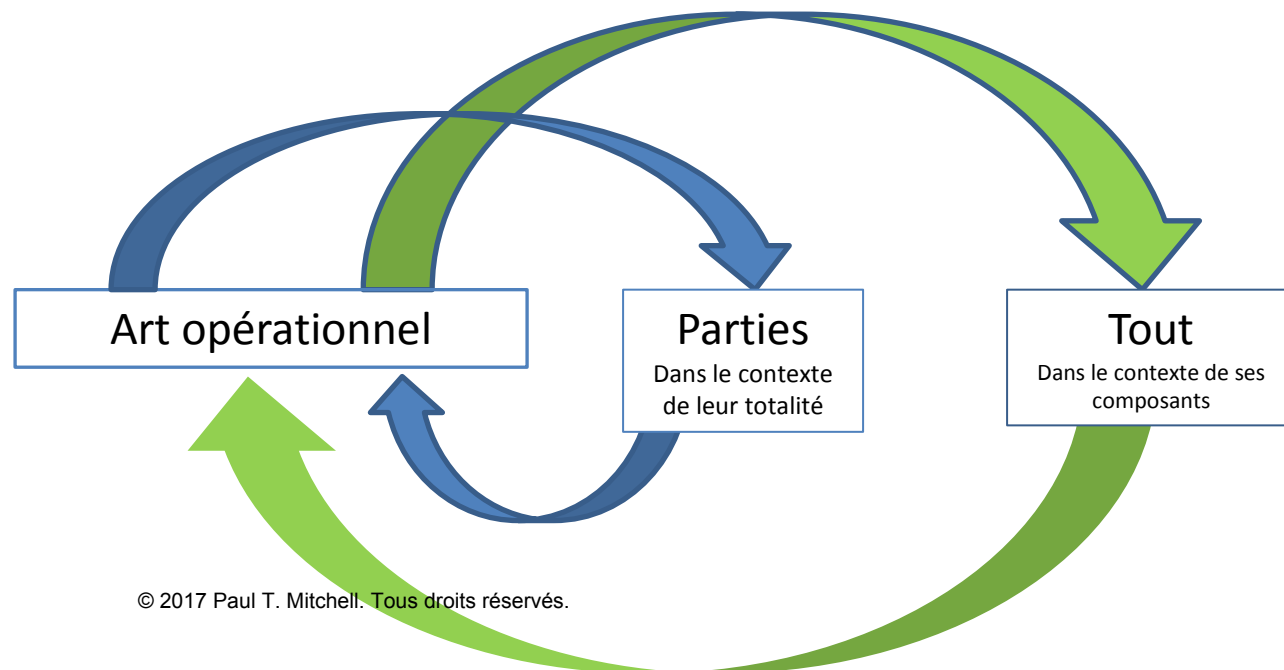 Art opérationnel
Parties
Dans le contexte
de leur totalité
Tout
Dans le contexte de ses
composants
© 2017 Paul T. Mitchell. Tous droits réservés.